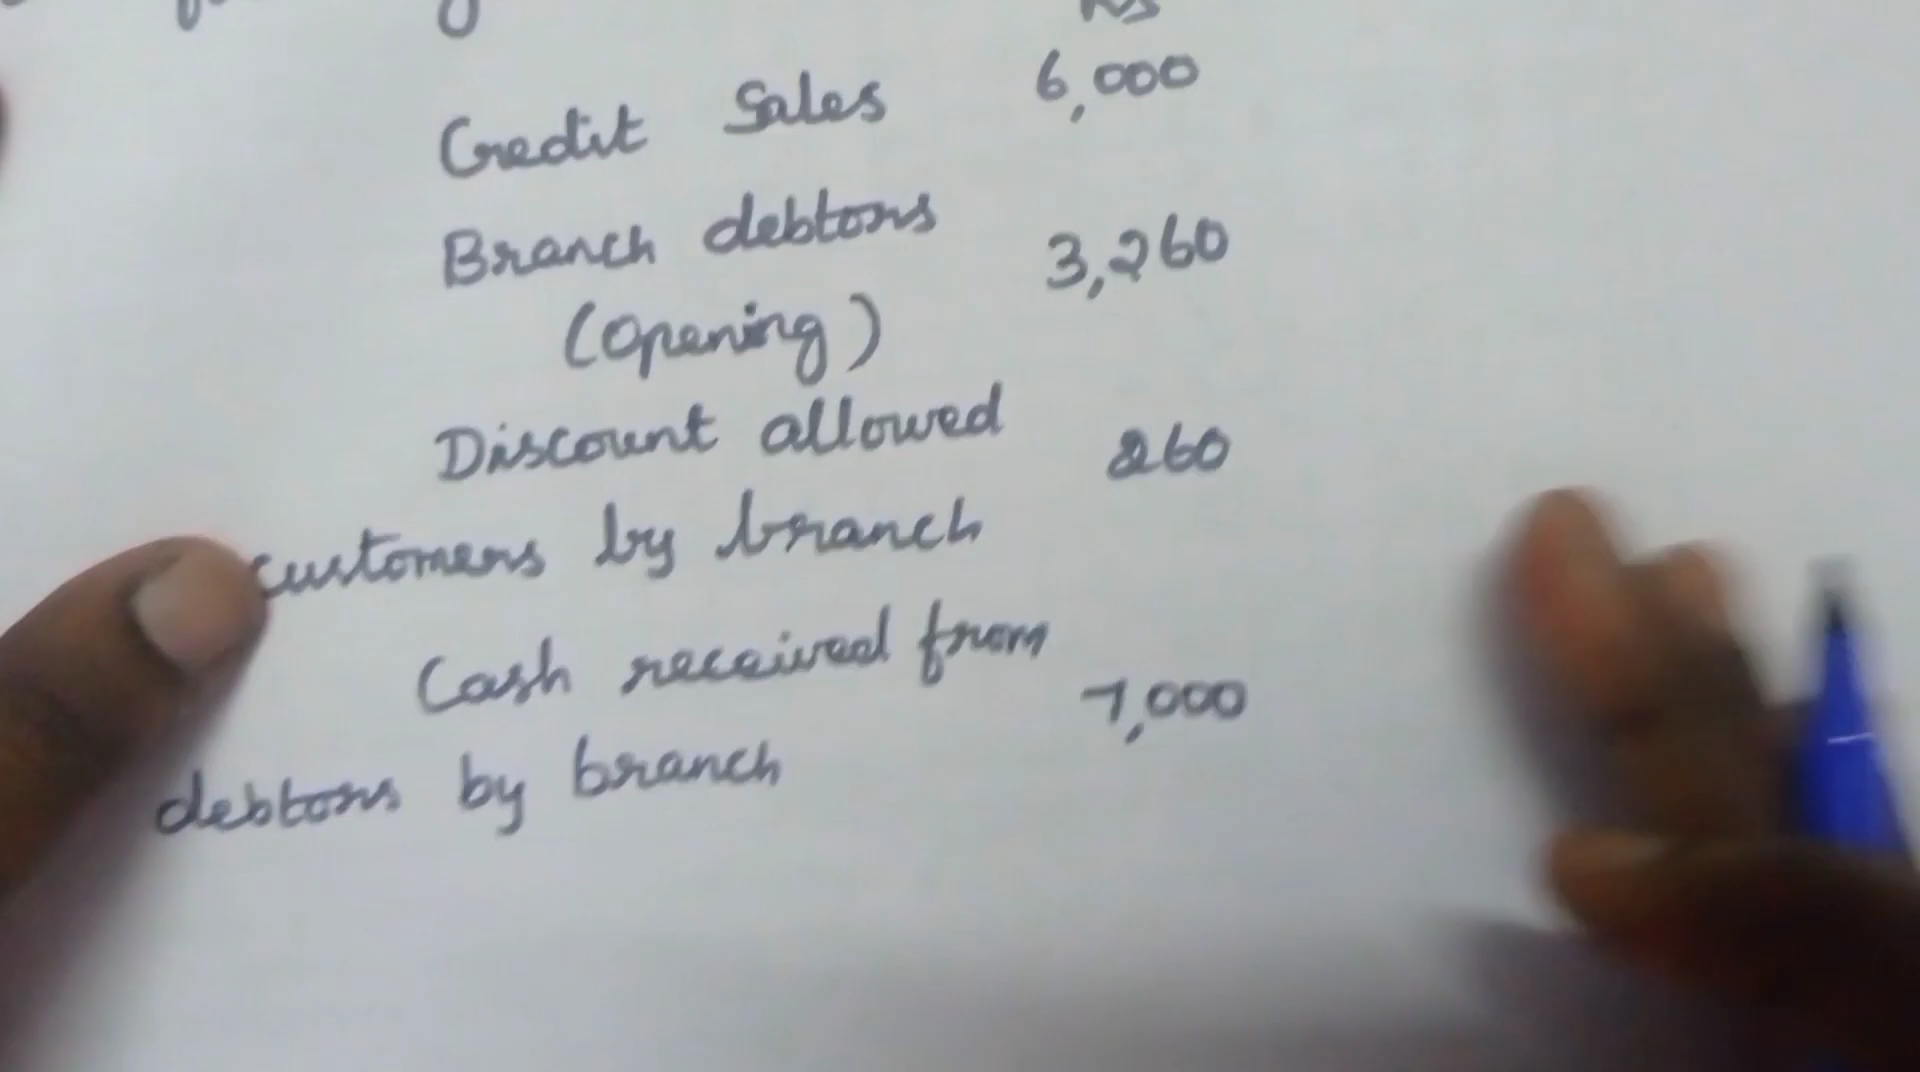 Rs
Credit Sales 6,000
Branch debtors 3,260
(opening)
Discount allowed 260
customers by branch
Cash received from 7,000
debtors by branch